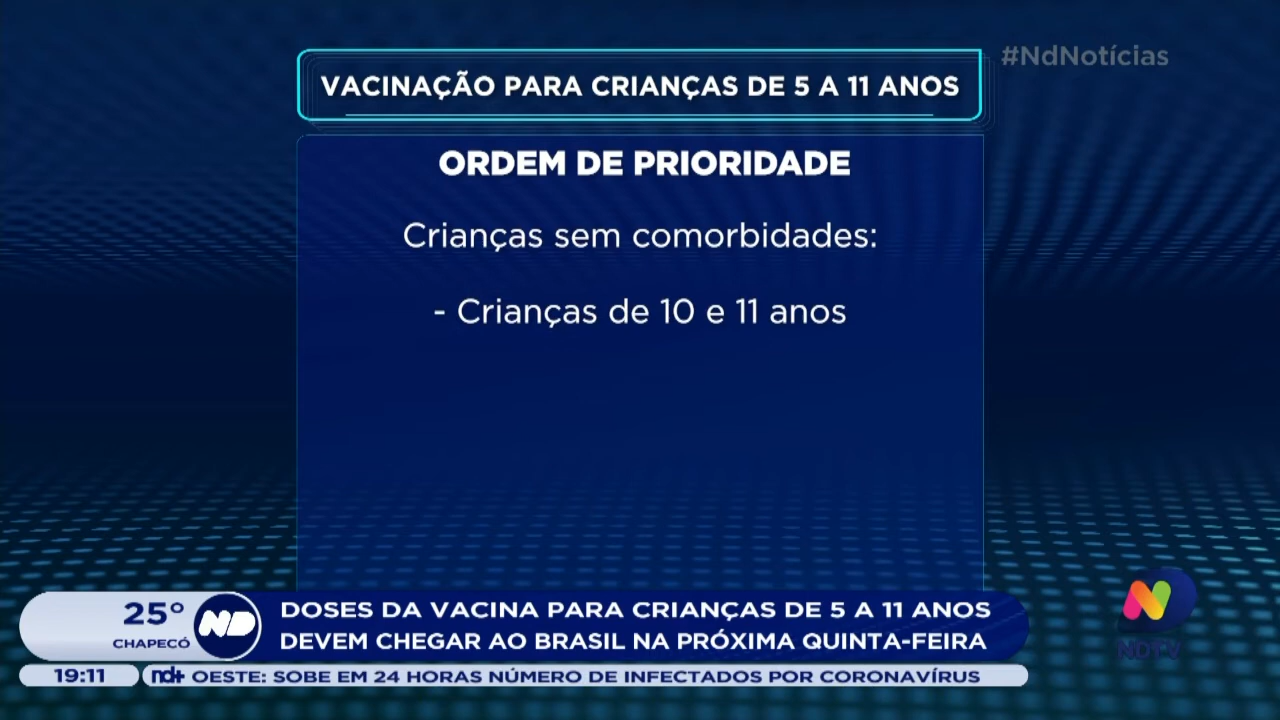 #NdNotícias
VACINAÇÃO PARA CRIANÇAS DE 5 A 11 ANOS
ORDEM DE PRIORIDADE
Crianças sem comorbidades:
- Crianças de 10 e 11 anos
25°
CHAPECÓ
ND
DOSES DA VACINA PARA CRIANÇAS DE 5 A 11 ANOS
DEVEM CHEGAR AO BRASIL NA PRÓXIMA QUINTA-FEIRA
NDTV
19:11
nd+ OESTE: SOBE EM 24 HORAS NÚMERO DE INFECTADOS POR CORONAVÍRUS